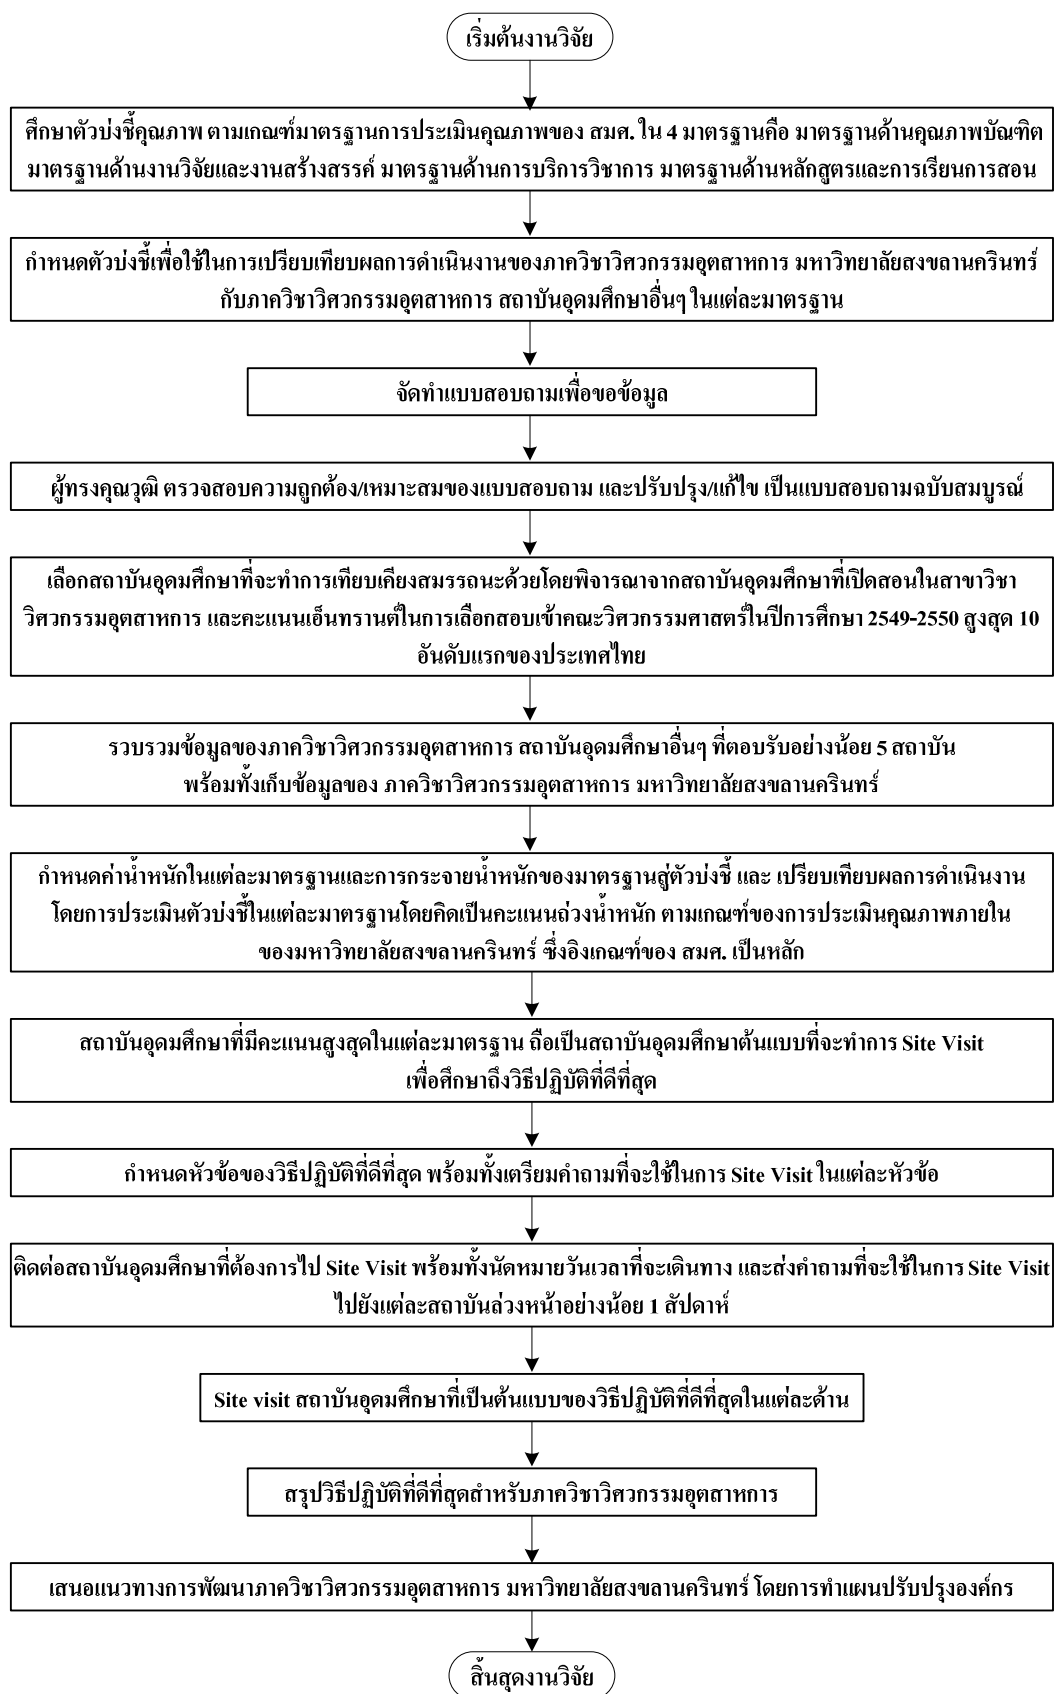 เริ่มต้นงานวิจัย
ศึกษาตัวบ่งชี้คุณภาพ ตามเกณฑ์มาตรฐานการประเมินคุณภาพของ สมศ. ใน 4 มาตรฐานคือ มาตรฐานด้านคุณภาพบัณฑิต
มาตรฐานด้านงานวิจัยและงานสร้างสรรค์ มาตรฐานด้านการบริการวิชาการ มาตรฐานด้านหลักสูตรและการเรียนการสอน
กำหนดตัวบ่งชี้เพื่อใช้ในการเปรียบเทียบผลการดำเนินงานของภาควิชาวิศวกรรมอุตสาหการ มหาวิทยาลัยสงขลานครินทร์
กับภาควิชาวิศวกรรมอุตสาหการ สถาบันอุดมศึกษาอื่นๆ ในแต่ละมาตรฐาน
จัดทำแบบสอบถามเพื่อขอข้อมูล
ผู้ทรงคุณวุฒิ ตรวจสอบความถูกต้อง/เหมาะสมของแบบสอบถาม และปรับปรุง/แก้ไข เป็นแบบสอบถามฉบับสมบูรณ์
เลือกสถาบันอุดมศึกษาที่จะทำการเทียบเคียงสมรรถนะด้วยโดยพิจารณาจากสถาบันอุดมศึกษาที่เปิดสอนในสาขาวิชา
วิศวกรรมอุตสาหการ และคะแนนเอ็นทรานต์ในการเลือกสอบเข้าคณะวิศวกรรมศาสตร์ในปีการศึกษา 2549-2550 สูงสุด 10
อันดับแรกของประเทศไทย
รวบรวมข้อมูลของภาควิชาวิศวกรรมอุตสาหการ สถาบันอุดมศึกษาอื่นๆ ที่ตอบรับอย่างน้อย 5 สถาบัน
พร้อมทั้งเก็บข้อมูลของ ภาควิชาวิศวกรรมอุตสาหการ มหาวิทยาลัยสงขลานครินทร์
กำหนดค่าน้ำหนักในแต่ละมาตรฐานและการกระจายน้ำหนักของมาตรฐานสู่ตัวบ่งชี้ และ เปรียบเทียบผลการดำเนินงาน
โดยการประเมินตัวบ่งชี้ในแต่ละมาตรฐานโดยคิดเป็นคะแนนถ่วงน้ำหนัก ตามเกณฑ์ของการประเมินคุณภาพภายใน
ของมหาวิทยาลัยสงขลานครินทร์ ซึ่งอิงเกณฑ์ของ สมศ. เป็นหลัก
สถาบันอุดมศึกษาที่มีคะแนนสูงสุดในแต่ละมาตรฐาน ถือเป็นสถาบันอุดมศึกษาต้นแบบที่จะทำการ Site Visit
เพื่อศึกษาถึงวิธีปฏิบัติที่ดีที่สุด
กำหนดหัวข้อของวิธีปฏิบัติที่ดีที่สุด พร้อมทั้งเตรียมคำถามที่จะใช้ในการ Site Visit ในแต่ละหัวข้อ
ติดต่อสถาบันอุดมศึกษาที่ต้องการไป Site Visit พร้อมทั้งนัดหมายวันเวลาที่จะเดินทาง และส่งคำถามที่จะใช้ในการ Site Visit
ไปยังแต่ละสถาบันล่วงหน้าอย่างน้อย 1 สัปดาห์
Site visit สถาบันอุดมศึกษาที่เป็นต้นแบบของวิธีปฏิบัติที่ดีที่สุดในแต่ละด้าน
สรุปวิธีปฏิบัติที่ดีที่สุดสำหรับภาควิชาวิศวกรรมอุตสาหการ
เสนอแนวทางการพัฒนาภาควิชาวิศวกรรมอุตสาหการ มหาวิทยาลัยสงขลานครินทร์ โดยการทำแผนปรับปรุงองค์กร
สิ้นสุดงานวิจัย